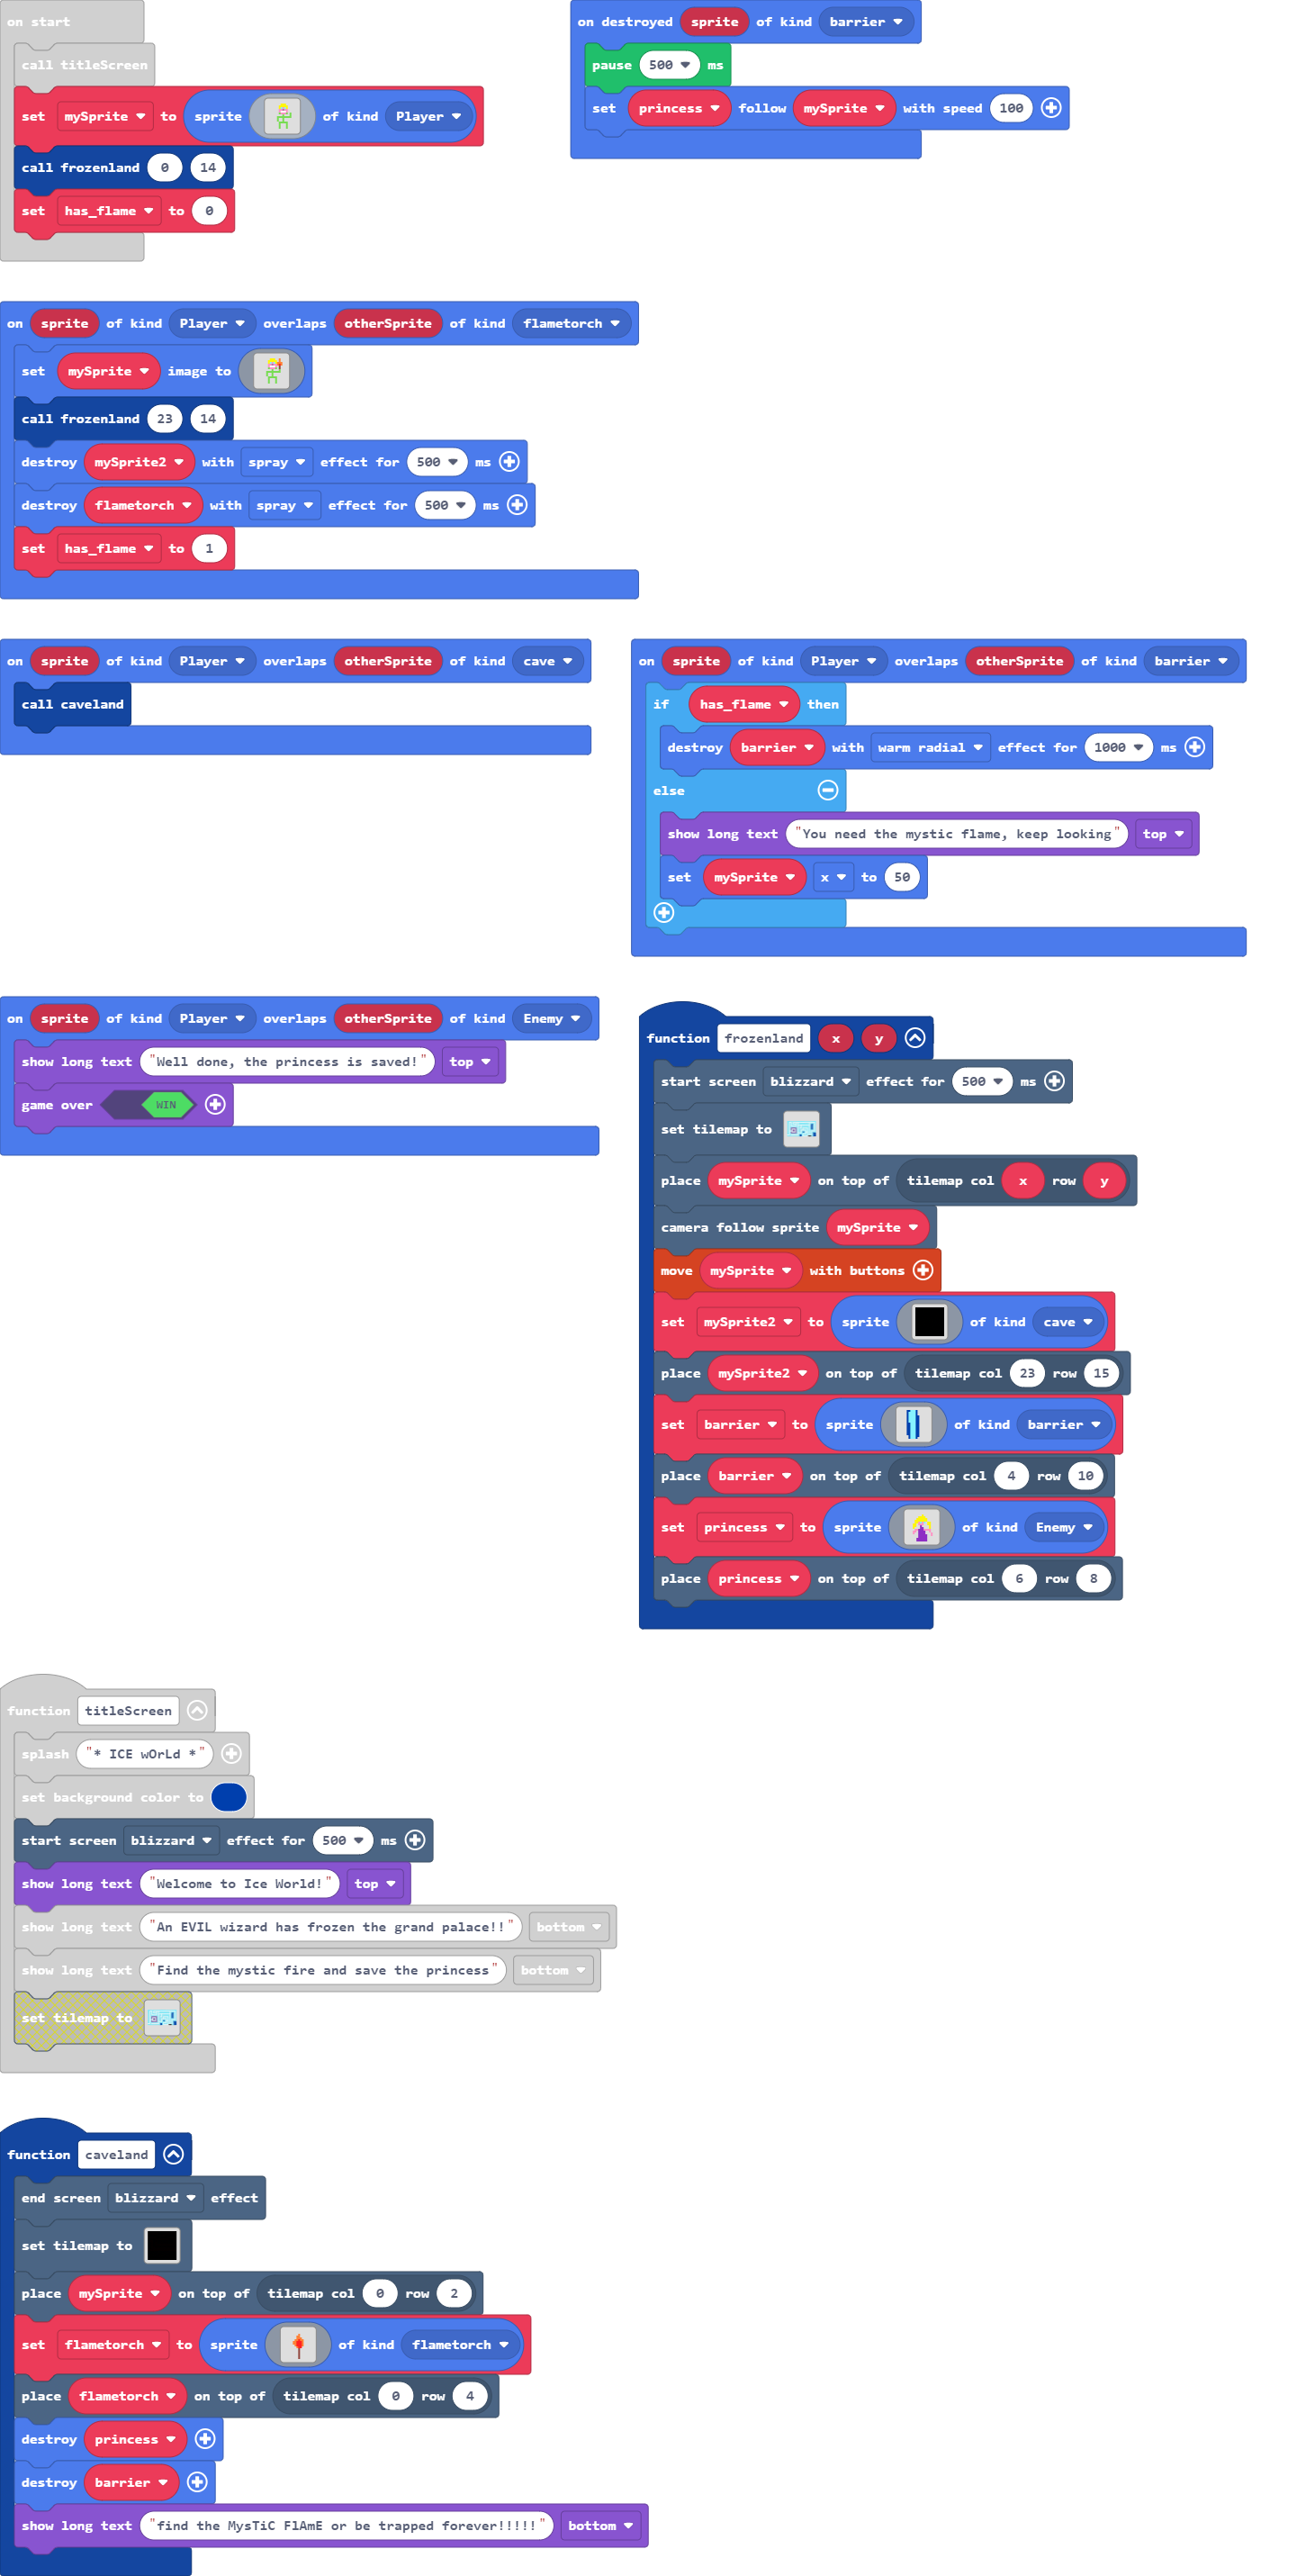 on start
call titleScreen
set mySprite to sprite of kind Player
call frozenland 0 14
set has_flame to 0
on destroyed sprite of kind barrier
pause 500 ms
set princess follow mySprite with speed 100
on sprite of kind Player overlaps otherSprite of kind flametorch
set mySprite image to
call frozenland 23 14
destroy mySprite2 with spray effect for 500 ms
destroy flametorch with spray effect for 500 ms
set has_flame to 1
on sprite of kind Player overlaps otherSprite of kind cave
call caveland
on sprite of kind Player overlaps otherSprite of kind barrier
if has_flame then
destroy barrier with warm radial effect for 1000 ms
else
show long text "You need the mystic flame, keep looking" top
set mySprite x to 50
on sprite of kind Player overlaps otherSprite of kind Enemy
show long text "Well done, the princess is saved!" top
game over WIN
function frozenland x y
start screen blizzard effect for 500 ms
set tilemap to
place mySprite on top of tilemap col x row y
camera follow sprite mySprite
move mySprite with buttons
set mySprite2 to sprite of kind cave
place mySprite2 on top of tilemap col 23 row 15
set barrier to sprite of kind barrier
place barrier on top of tilemap col 4 row 10
set princess to sprite of kind Enemy
place princess on top of tilemap col 6 row 8
function titleScreen
splash "* ICE wOrLd *"
set background color to
start screen blizzard effect for 500 ms
show long text "Welcome to Ice World!" top
show long text "An EVIL wizard has frozen the grand palace!!" bottom
show long text "Find the mystic fire and save the princess" bottom
set tilemap to
function caveland
end screen blizzard effect
set tilemap to
place mySprite on top of tilemap col 0 row 2
set flametorch to sprite of kind flametorch
place flametorch on top of tilemap col 0 row 4
destroy princess
destroy barrier
show long text "find the MysTiC FlAmE or be trapped forever!!!!!" bottom